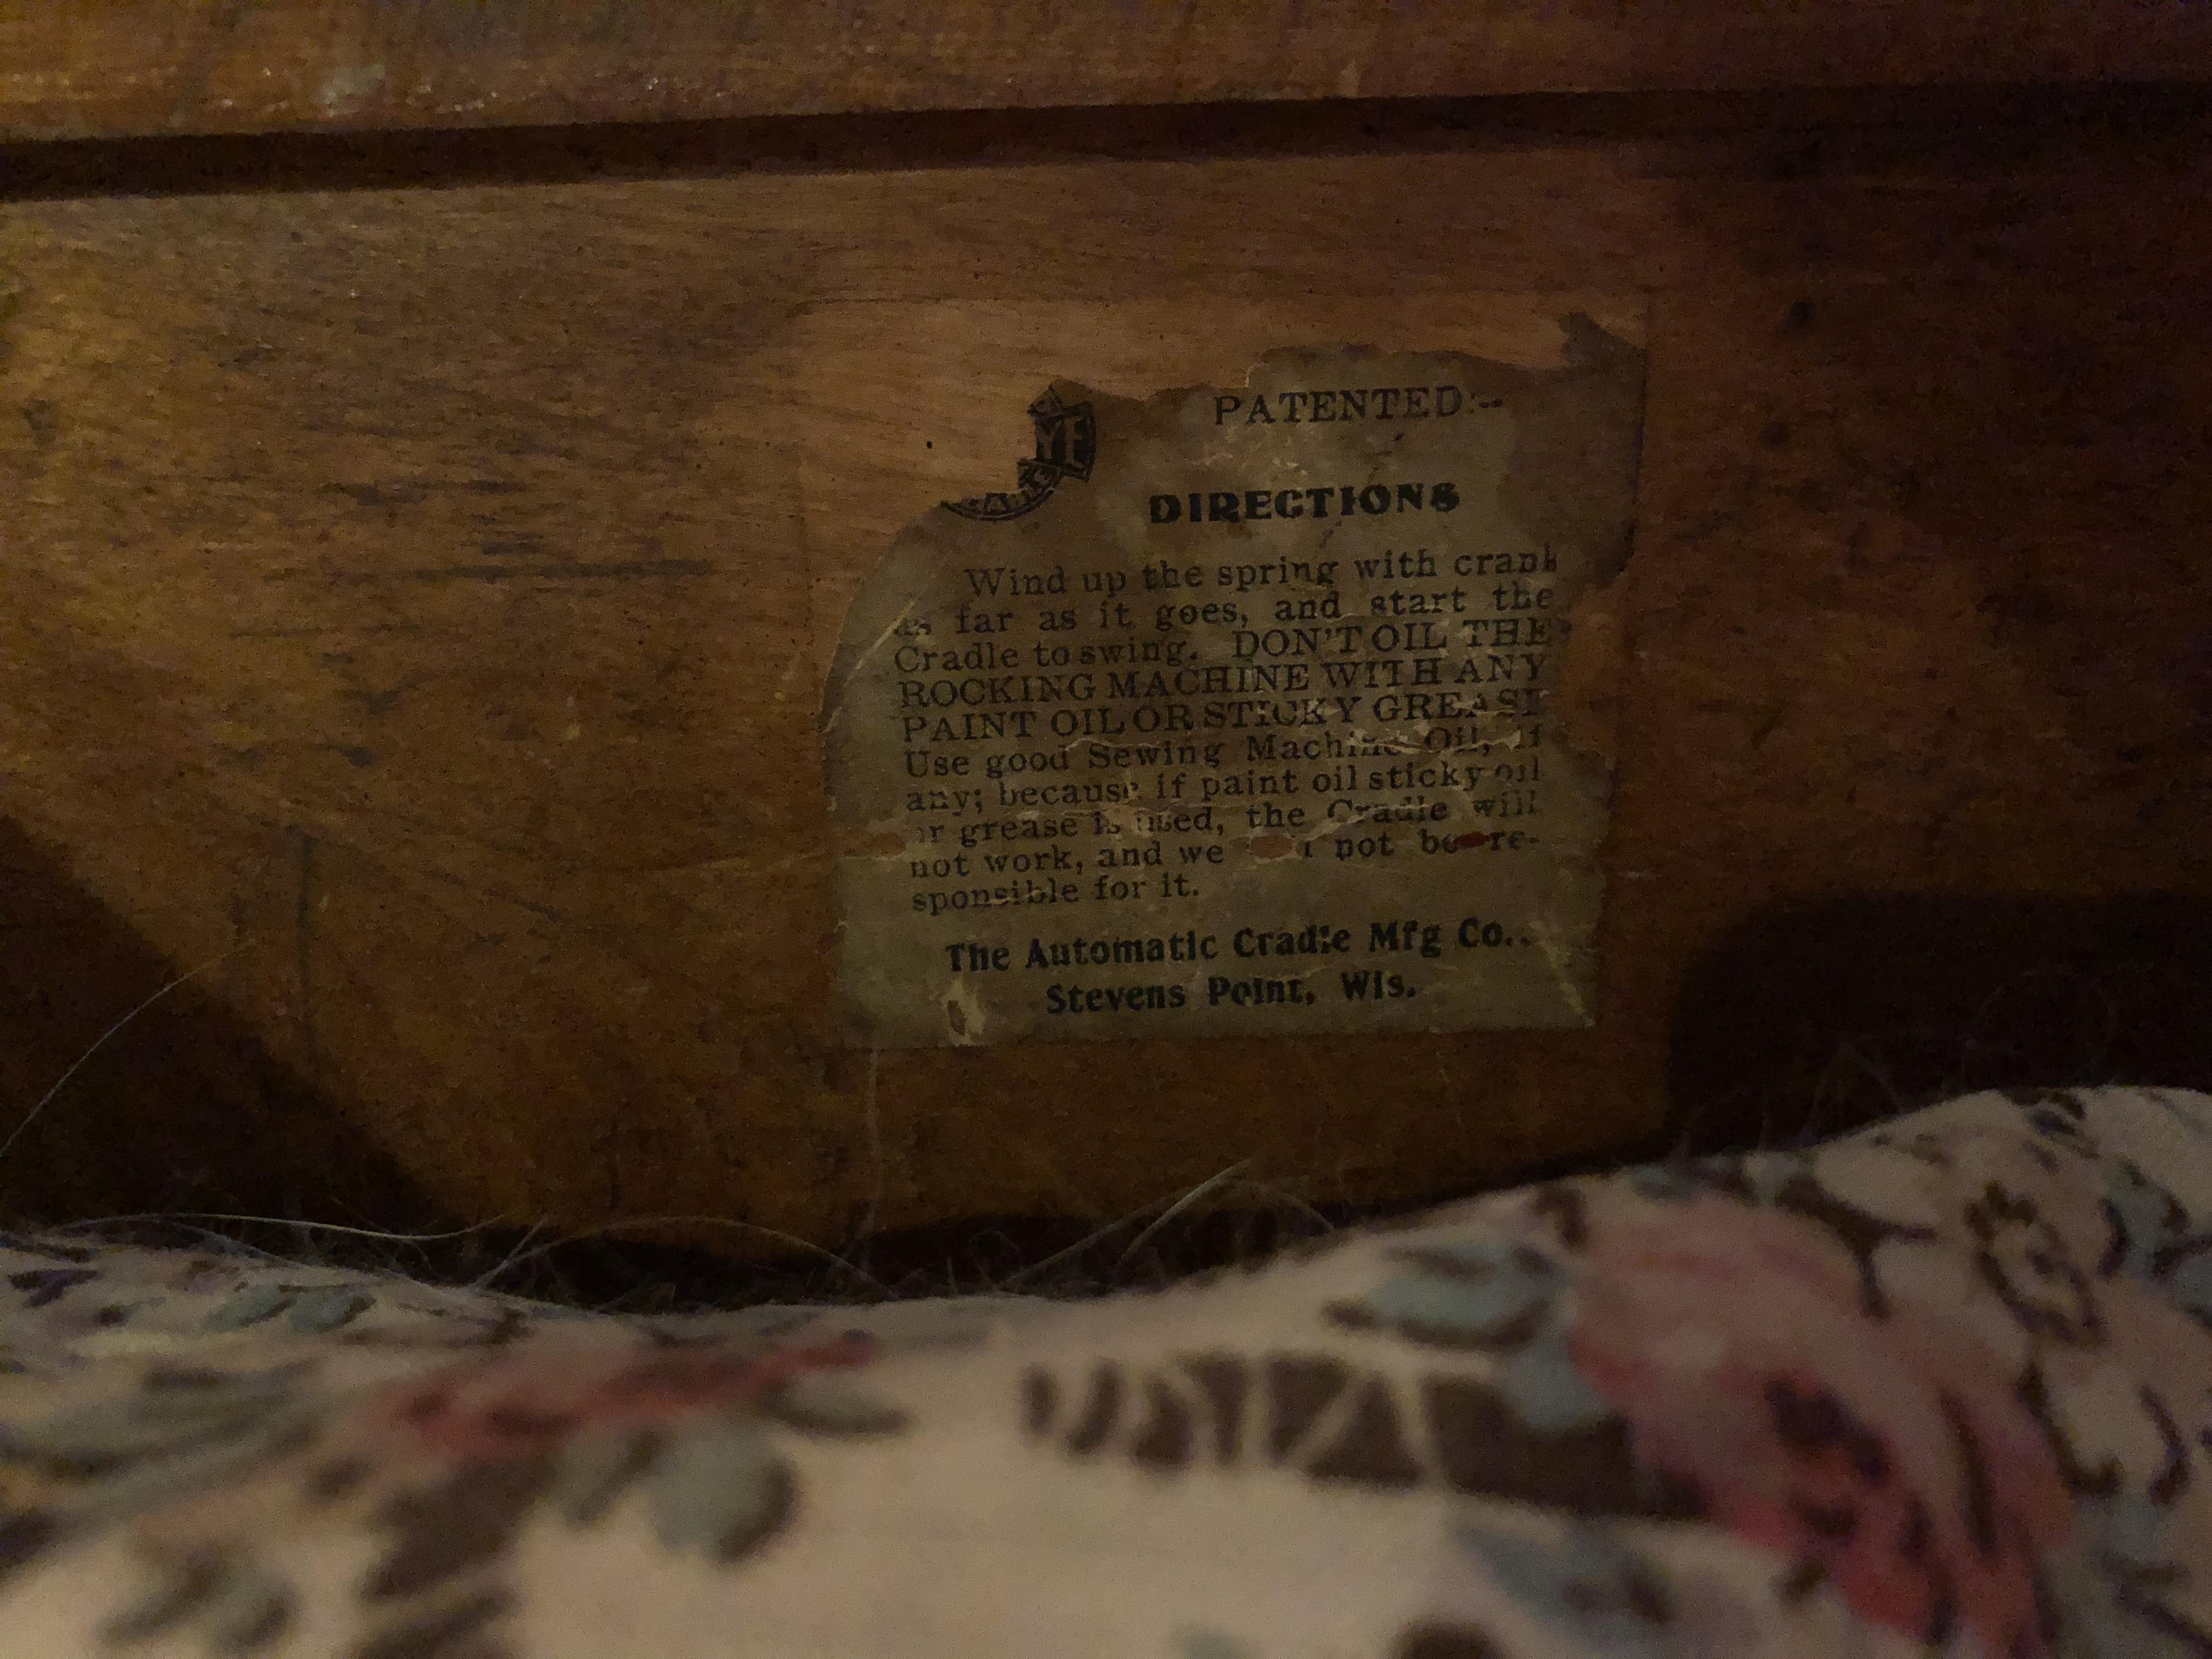 YE
PATENTED:--
DIRECTIONS
Wind up the spring with crank
as far as it goes, and start the
Cradle to swing. DON'T OIL THE
ROCKING MACHINE WITH ANY
PAINT OIL OR STICKY GREASE
Use good Sewing Machine Oil, if
any; because if paint oil sticky oil
or grease is used, the Cradle will
not work, and we not be re-
sponsible for it.
The Automatic Cradle Mfg Co..
Stevens Point, Wis.